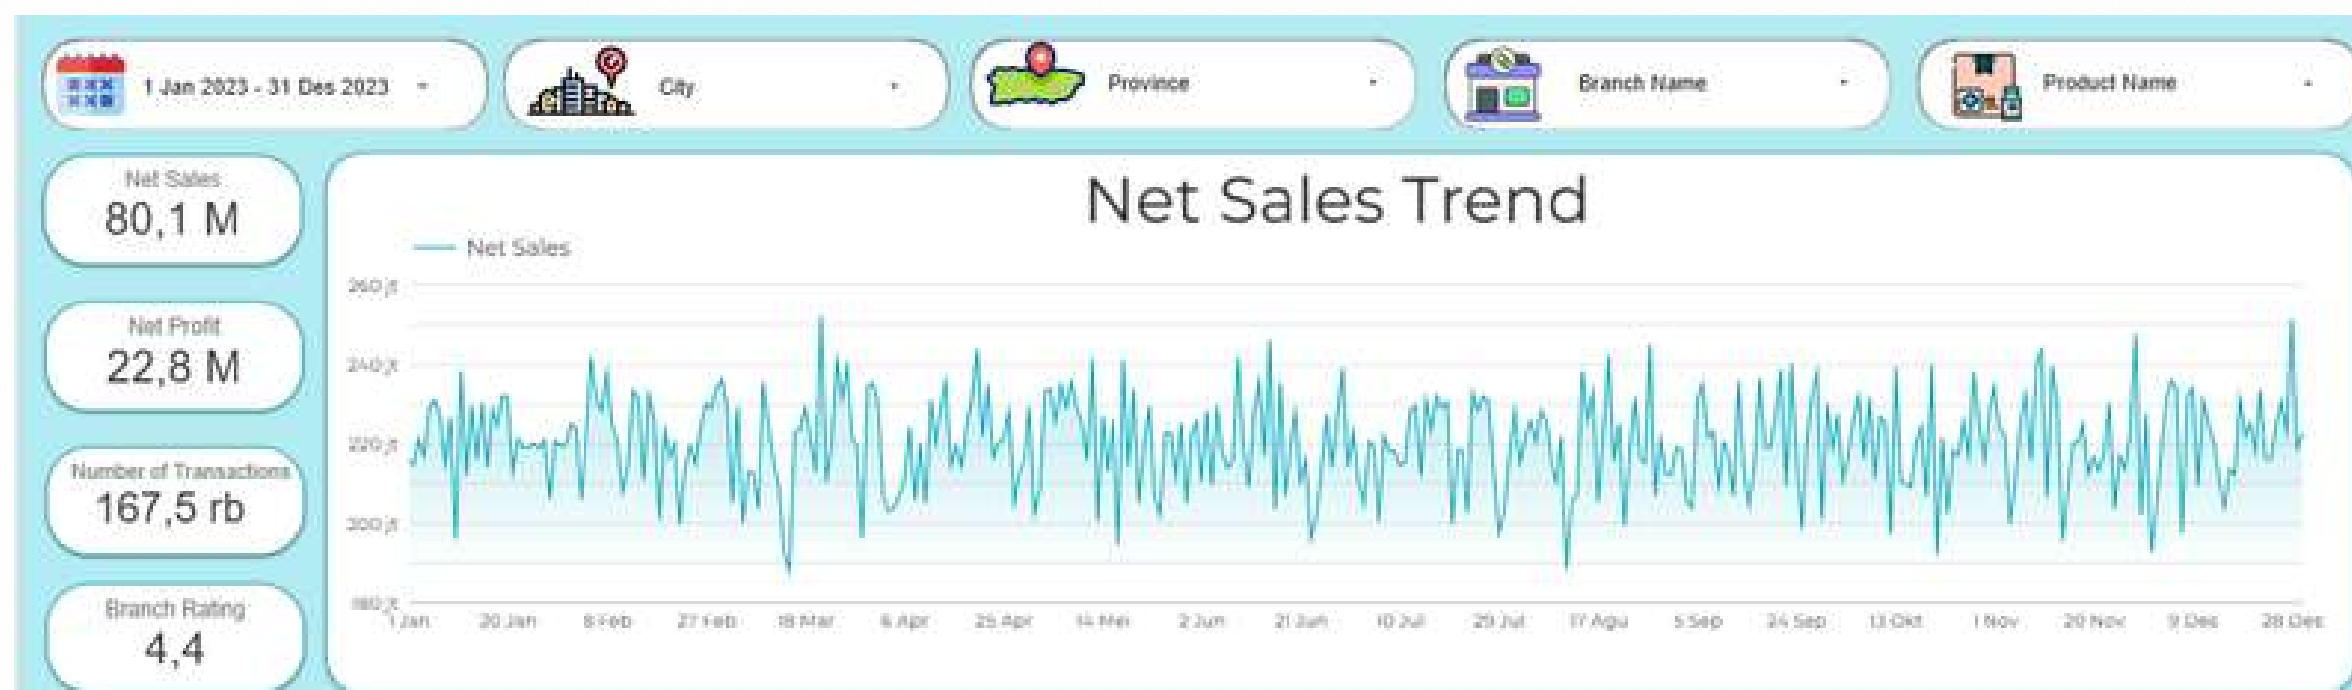 1 Jan 2023 - 31 Des 2023
City
Province
Branch Name
Product Name
Net Sales
80,1 M
Net Profit
22,8 M
Number of Transactions
167,5 rb
Branch Rating
4,4
Net Sales Trend
Net Sales
260 jt
240 jt
220 jt
200 jt
180 jt
1 Jan 20 Jan 8 Feb 27 Feb 18 Mar 6 Apr 25 Apr 14 Mei 2 Jun 21 Jun 10 Jul 29 Jul 17 Agu 5 Sep 24 Sep 13 Okt 1 Nov 20 Nov 9 Des 28 Des